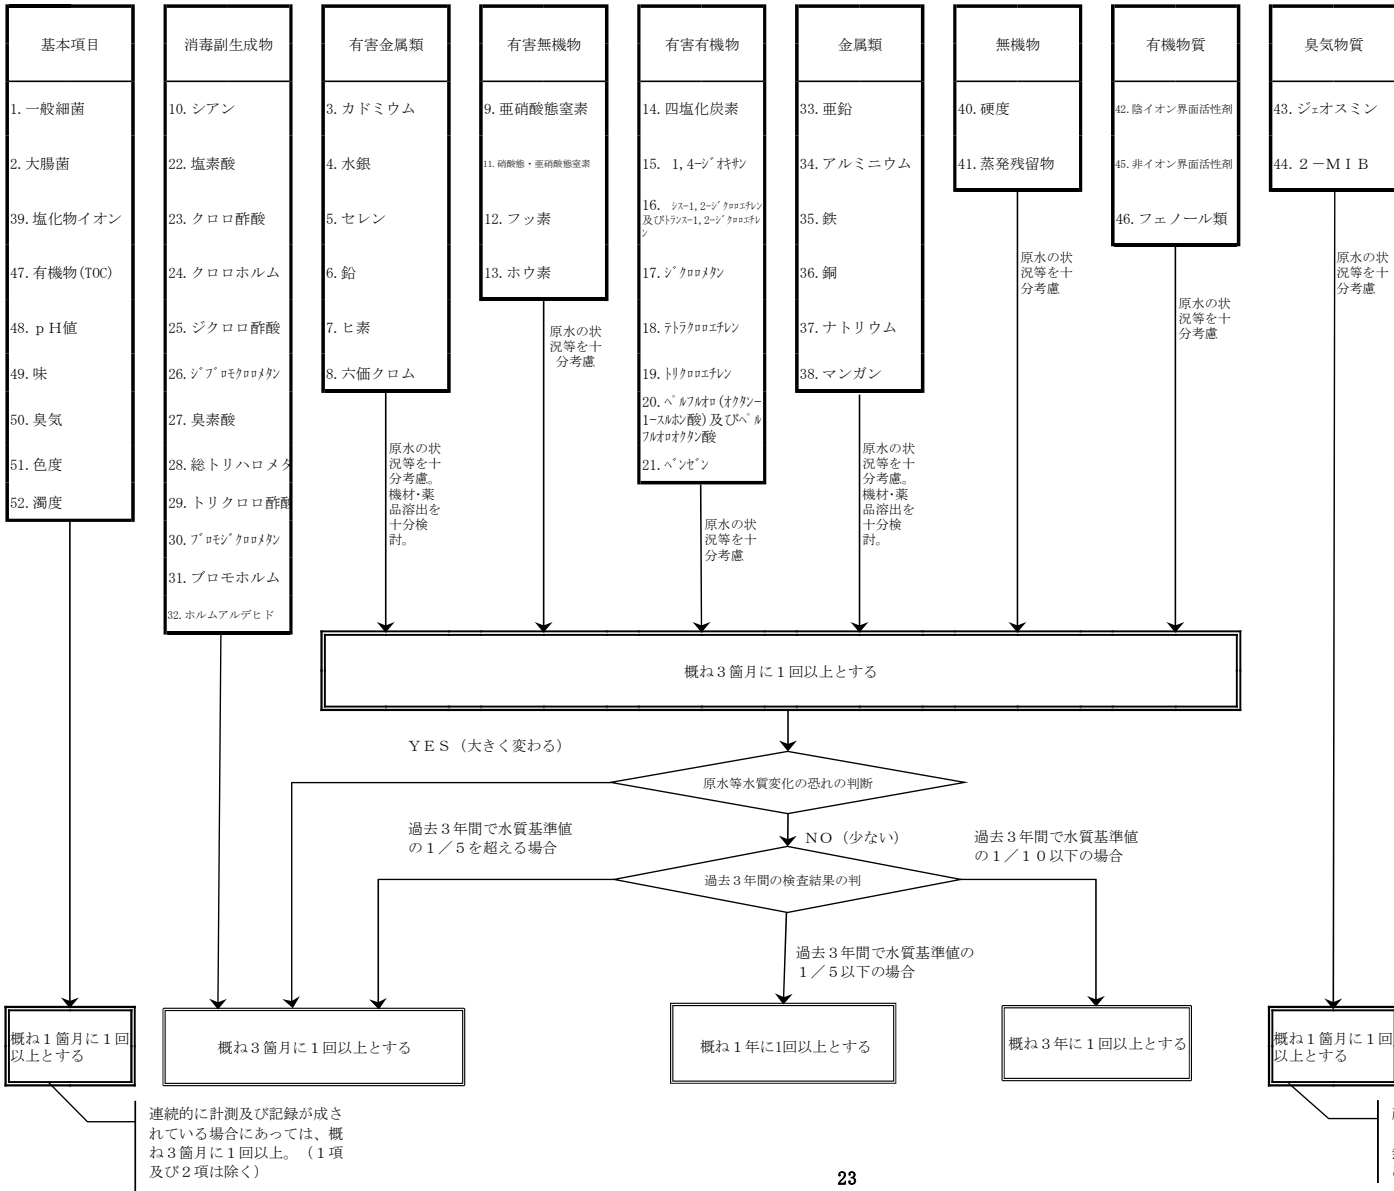 基本項目
1. 一般細菌
2. 大腸菌
39. 塩化物イオン
47. 有機物(TOC)
48. ｐH値
49. 味
50. 臭気
51. 色度
52. 濁度
消毒副生成物
10. シアン
22. 塩素酸
23. クロロ酢酸
24. クロロホルム
25. ジクロロ酢酸
26. ｼﾞﾌﾞﾛﾓｸﾛﾛﾒﾀﾝ
27. 臭素酸
28. 総トリハロメタ
29. トリクロロ酢酸
30. ﾌﾞﾛﾓｼﾞｸﾛﾛﾒﾀﾝ
31. ブロモホルム
32. ホルムアルデヒド
有害金属類
3. カドミウム
4. 水銀
5. セレン
6. 鉛
7. ヒ素
8. 六価クロム
原水の状
況等を十
分考慮。
機材･薬
品溶出を
十分検
討。
有害無機物
9. 亜硝酸態窒素
11. 硝酸態・亜硝酸態窒素
12. フッ素
13. ホウ素
原水の状
況等を十
分考慮
有害有機物
14. 四塩化炭素
15. 1,4−ｼﾞｵｷｻﾝ
16. ｼｽ−1,2−ｼﾞｸﾛﾛｴﾁﾚﾝ
及びﾄﾗﾝｽ−1,2−ｼﾞｸﾛﾛｴﾁﾚ
ﾝ
17. ｼﾞｸﾛﾛﾒﾀﾝ
18. ﾃﾄﾗｸﾛﾛｴﾁﾚﾝ
19. ﾄﾘｸﾛﾛｴﾁﾚﾝ
20. ﾍﾟﾙﾌﾙｵﾛ(ｵｸﾀﾝ−
1−ｽﾙﾎﾝ酸)及びﾍﾟﾙ
ﾌﾙｵﾛｵｸﾀﾝ酸
21. ﾍﾞﾝｾﾞﾝ
原水の状
況等を十
分考慮
金属類
33. 亜鉛
34. アルミニウム
35. 鉄
36. 銅
37. ナトリウム
38. マンガン
原水の状
況等を十
分考慮。
機材･薬
品溶出を
十分検
討。
無機物
40. 硬度
41. 蒸発残留物
原水の状
況等を十
分考慮
有機物質
42. 陰イオン界面活性剤
45. 非イオン界面活性剤
46. フェノール類
原水の状
況等を十
分考慮
臭気物質
43. ジェオスミン
44. ２−ＭＩＢ
原水の状
況等を十
分考慮
概ね３箇月に１回以上とする
ＹＥＳ（大きく変わる）
原水等水質変化の恐れの判断
ＮＯ（少ない）
過去３年間で水質基準値
の１／５を超える場合
過去３年間で水質基準値
の１／１０以下の場合
過去３年間の検査結果の判
過去３年間で水質基準値の
１／５以下の場合
概ね１箇月に１回
以上とする
概ね３箇月に１回以上とする
概ね１年に1回以上とする
概ね３年に１回以上とする
概ね１箇月に１回
以上とする
連続的に計測及び記録が成さ
れている場合にあっては、概
ね３箇月に１回以上。（１項
及び２項は除く）
23